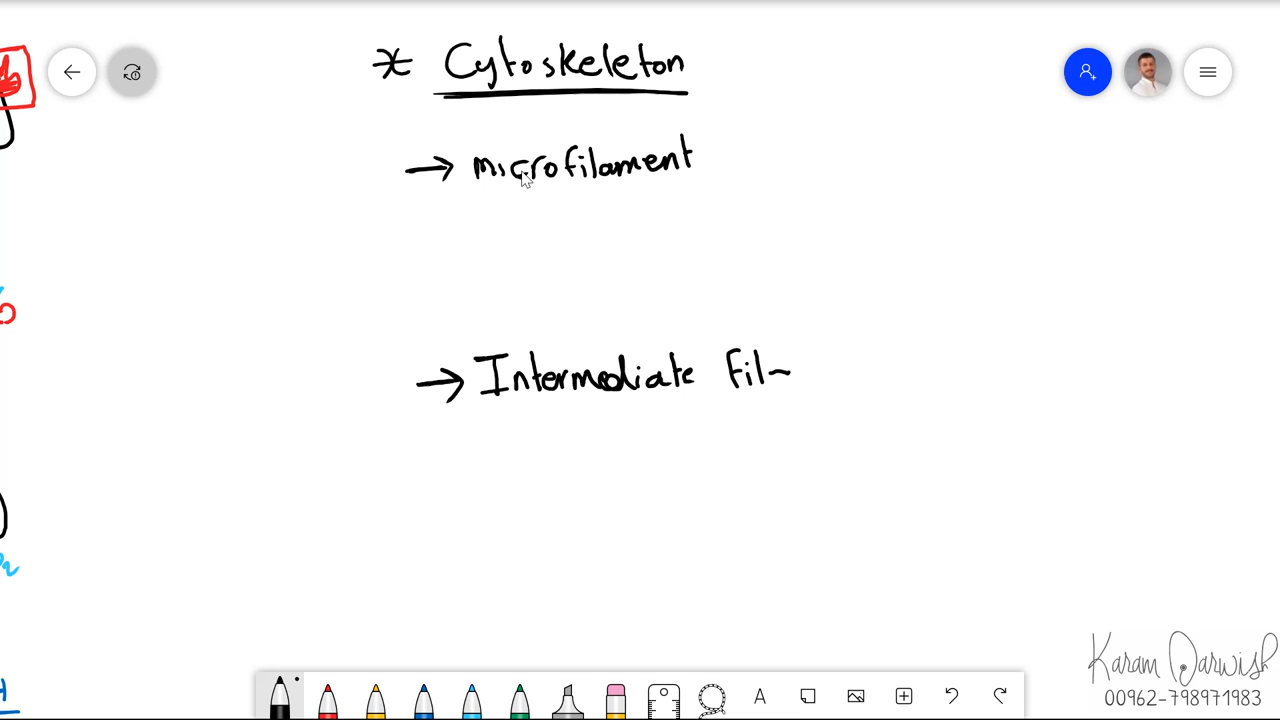 * Cytoskeleton
→ microfilament
→ Intermediate Fil~
A
Karam Darwish
00962-798971983